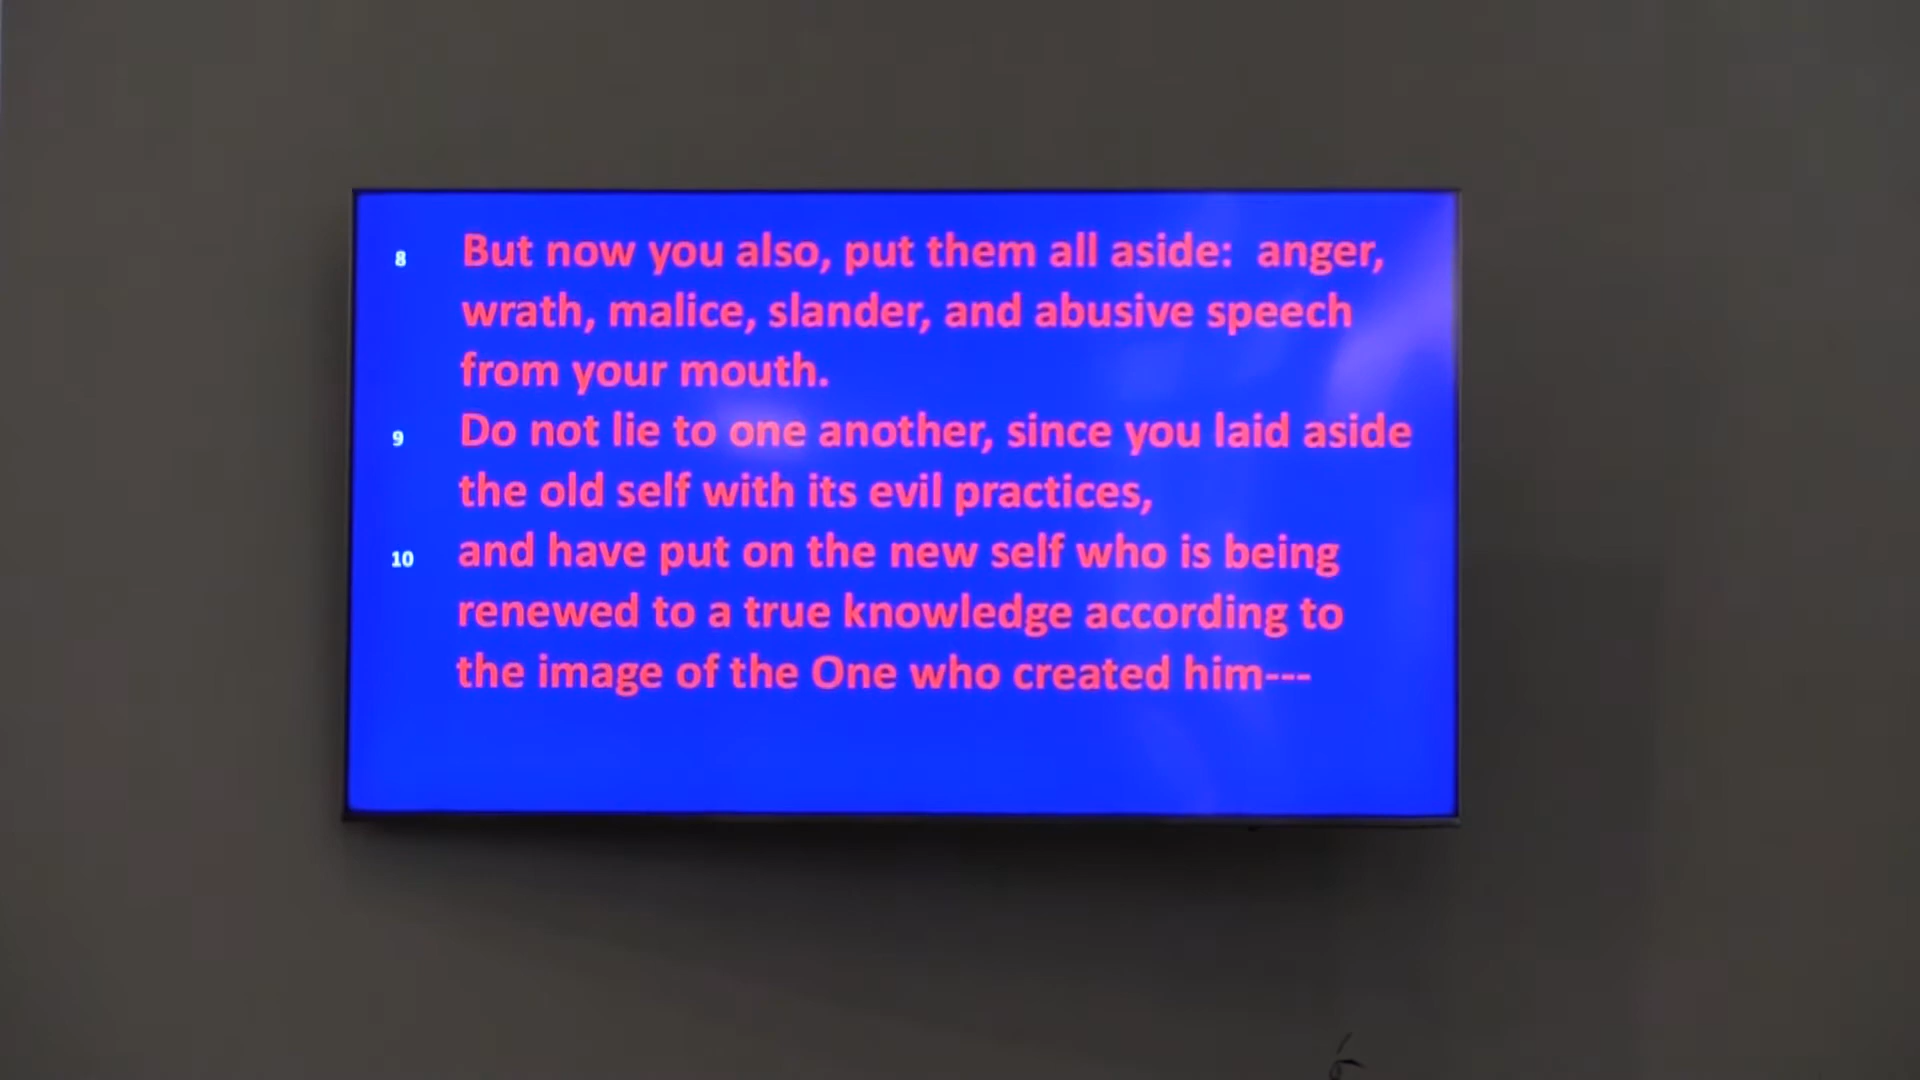 8 But now you also, put them all aside:  anger,
wrath, malice, slander, and abusive speech
from your mouth.
9 Do not lie to one another, since you laid aside
the old self with its evil practices,
10 and have put on the new self who is being
renewed to a true knowledge according to
the image of the One who created him---